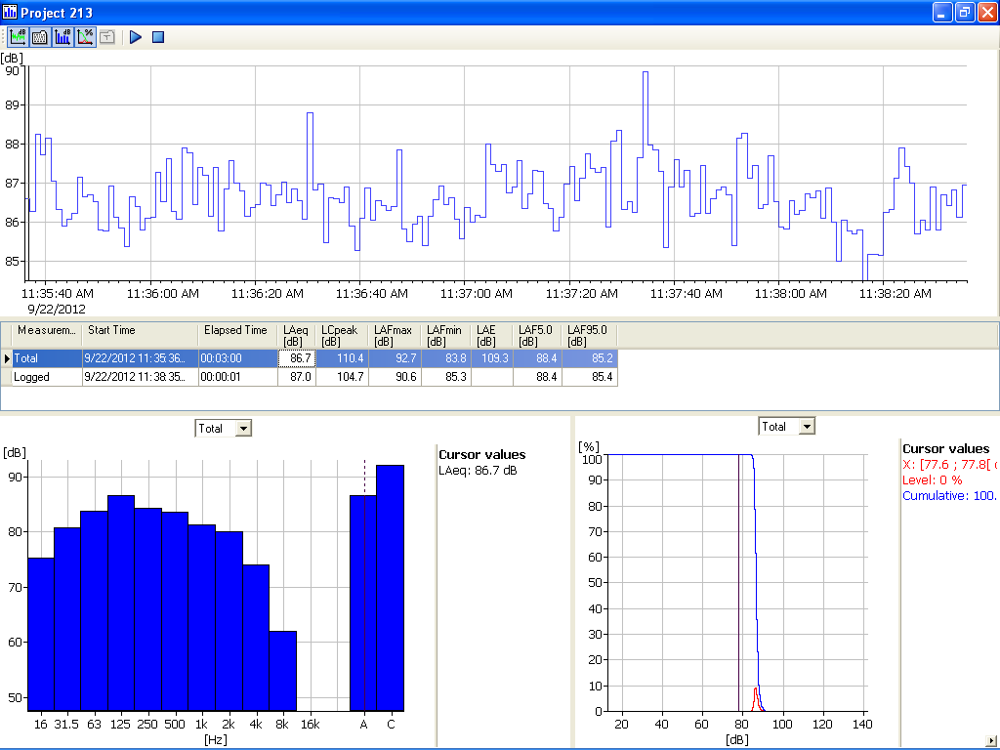 Project 213
[dB]
90
89
88
87
86
85
11:35:40 AM 11:36:00 AM 11:36:20 AM 11:36:40 AM 11:37:00 AM 11:37:20 AM 11:37:40 AM 11:38:00 AM 11:38:20 AM
9/22/2012
Measurem... Start Time Elapsed Time LAeq LCpeak LAFmax LAFmin LAE LAF5.0 LAF95.0
[dB] [dB] [dB] [dB] [dB] [dB] [dB]
Total 9/22/2012 11:35:36... 00:03:00 86.7 110.4 92.7 83.8 109.3 88.4 85.2
Logged 9/22/2012 11:38:35... 00:00:01 87.0 104.7 90.6 85.3 88.4 85.4
Total
[dB]
90
80
70
60
50
16 31.5 63 125 250 500 1k 2k 4k 8k 16k A C
[Hz]
Cursor values
LAeq: 86.7 dB
Total
[%]
100
90
80
70
60
50
40
30
20
10
0
20 40 60 80 100 120 140
[dB]
Cursor values
X: [77.6 ; 77.8[
Level: 0 %
Cumulative: 100.